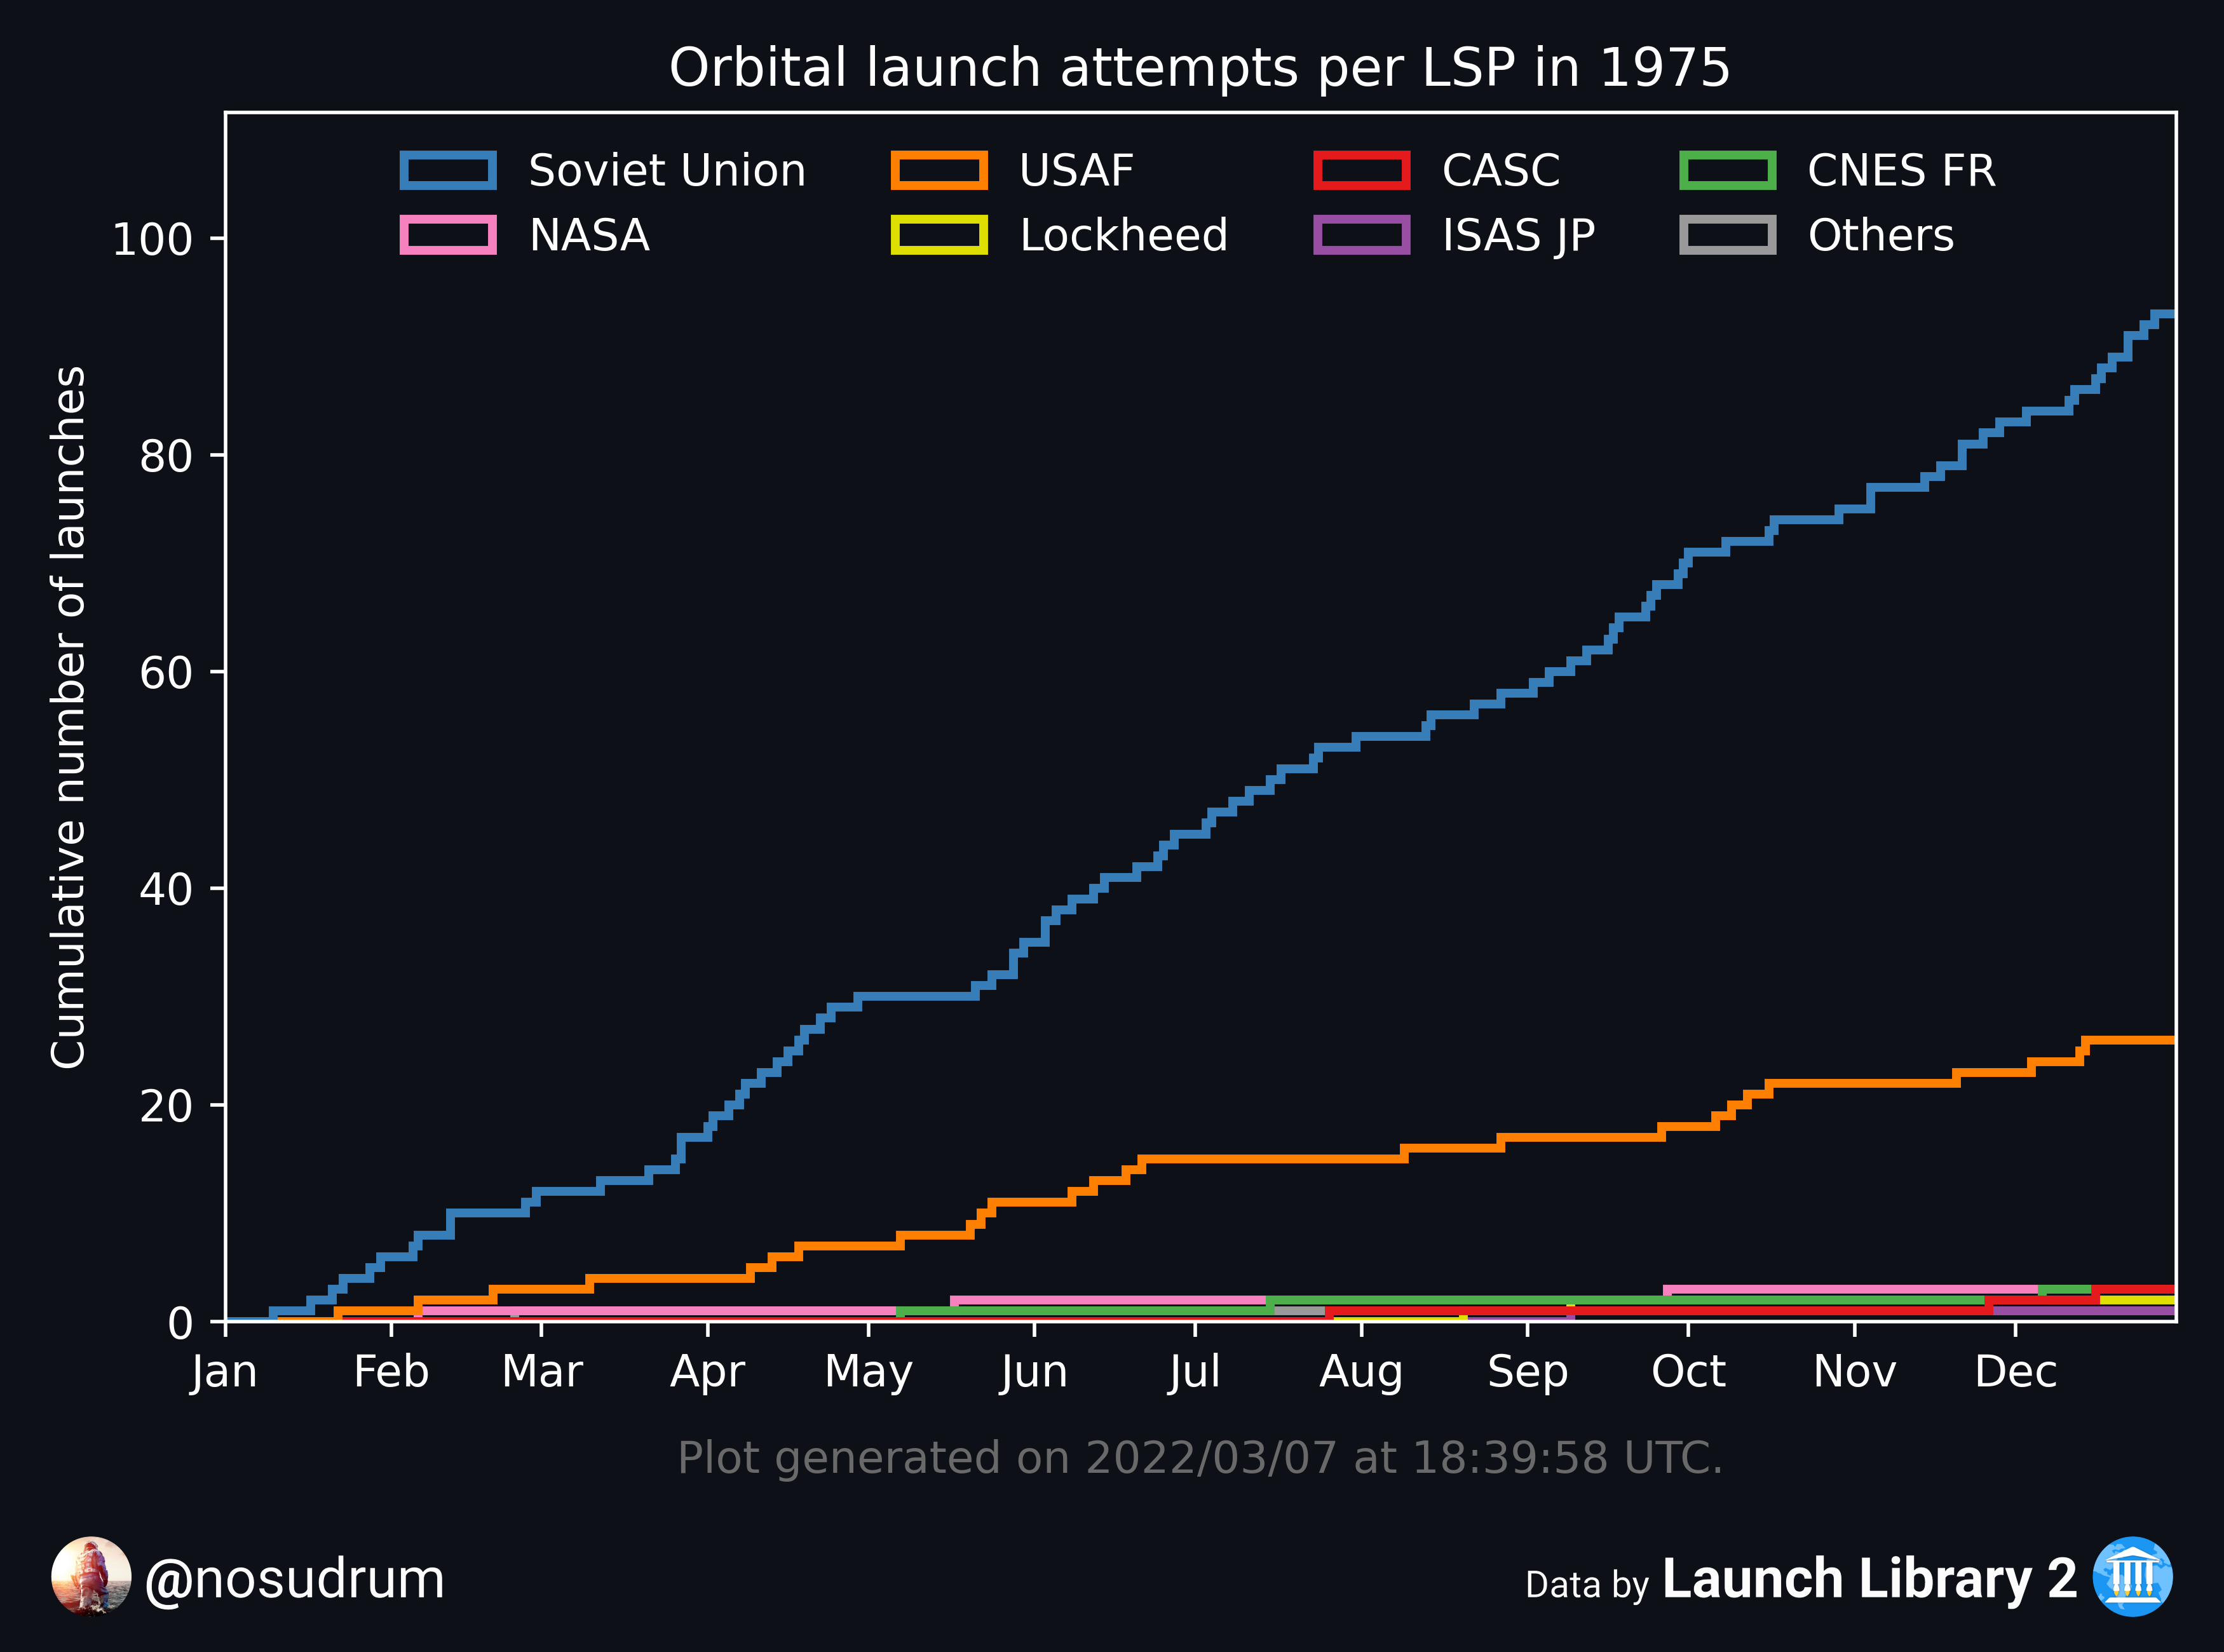 Orbital launch attempts per LSP in 1975
Soviet Union USAF CASC CNES FR
NASA Lockheed ISAS JP Others
Cumulative number of launches
100
80
60
40
20
0
Jan Feb Mar Apr May Jun Jul Aug Sep Oct Nov Dec
Plot generated on 2022/03/07 at 18:39:58 UTC.
@nosudrum
Data by Launch Library 2